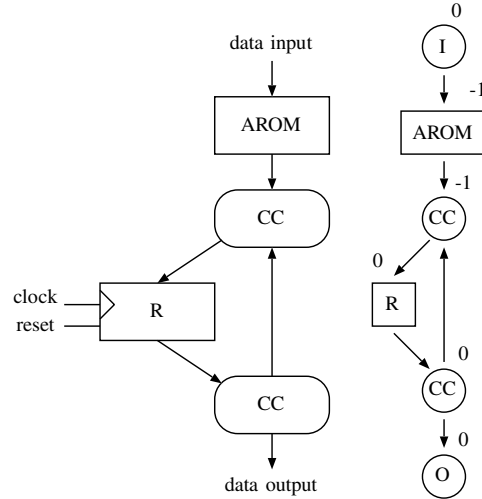 data input
AROM
CC
clock
reset
R
CC
data output
0
I
-1
AROM
-1
CC
0
R
0
CC
0
O